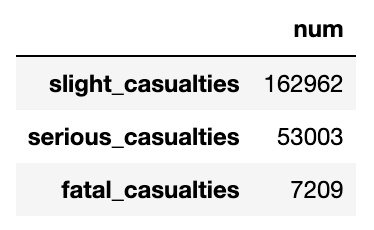 num
slight_casualties 162962
serious_casualties 53003
fatal_casualties 7209